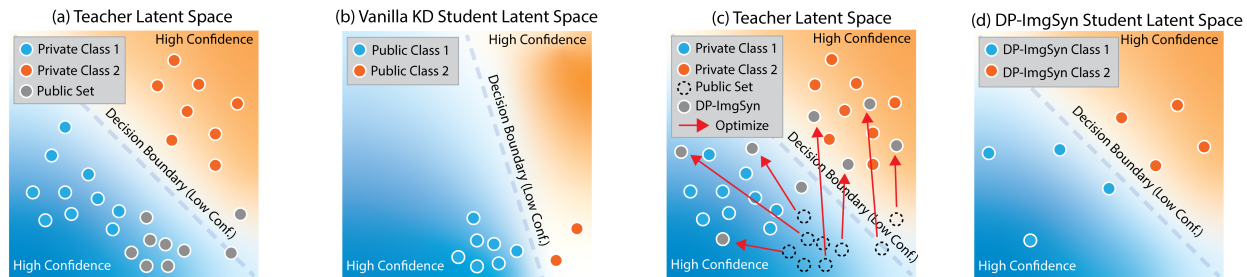 (a) Teacher Latent Space
Private Class 1
Private Class 2
Public Set
High Confidence
Decision Boundary (Low Conf.)
High Confidence
(b) Vanilla KD Student Latent Space
Public Class 1
Public Class 2
High Confidence
Decision Boundary (Low Conf.)
High Confidence
(c) Teacher Latent Space
Private Class 1
Private Class 2
Public Set
DP-ImgSyn
Optimize
High Confidence
Decision Boundary (Low Conf.)
High Confidence
(d) DP-ImgSyn Student Latent Space
DP-ImgSyn Class 1
DP-ImgSyn Class 2
High Confidence
Decision Boundary (Low Conf.)
High Confidence